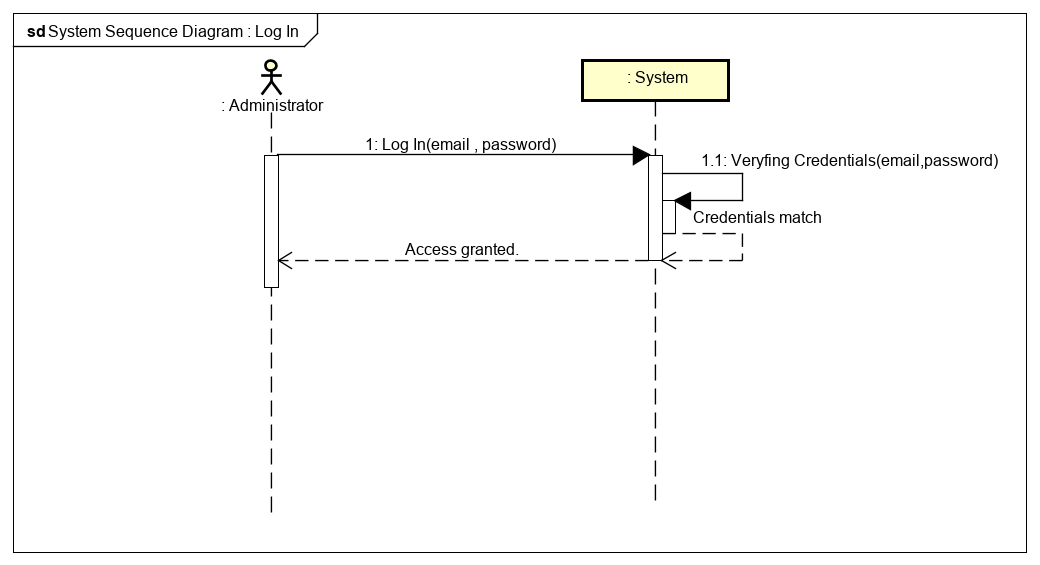 sd System Sequence Diagram : Log In
: Administrator
: System
1: Log In(email , password)
1.1: Veryfing Credentials(email,password)
Credentials match
Access granted.